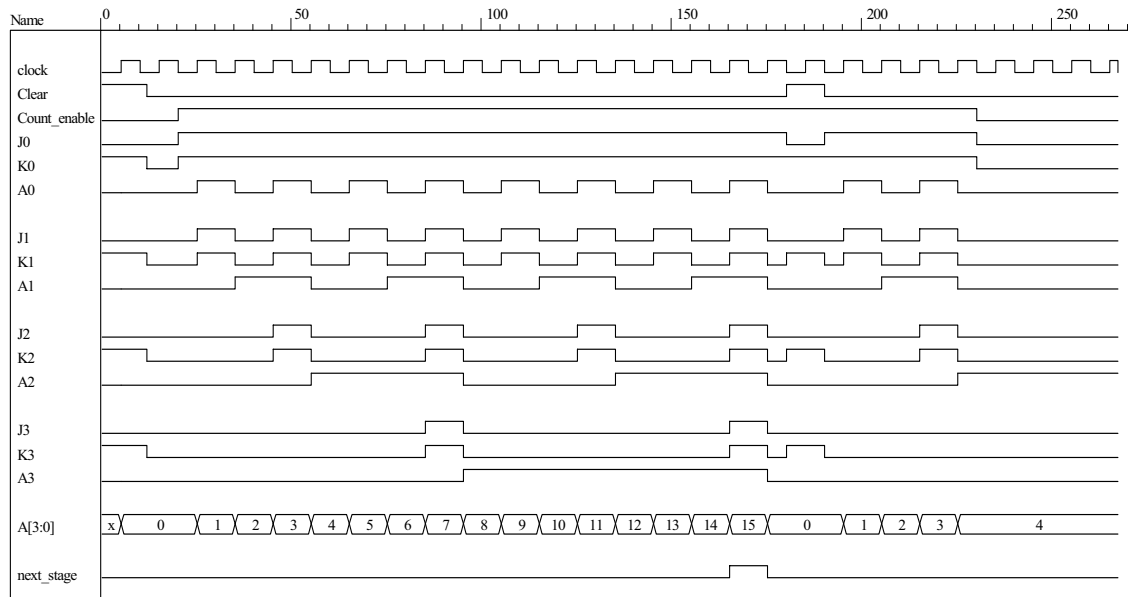 Name 0 50 100 150 200 250
clock
Clear
Count_enable
J0
K0
A0
J1
K1
A1
J2
K2
A2
J3
K3
A3
A[3:0] x 0 1 2 3 4 5 6 7 8 9 10 11 12 13 14 15 0 1 2 3 4
next_stage